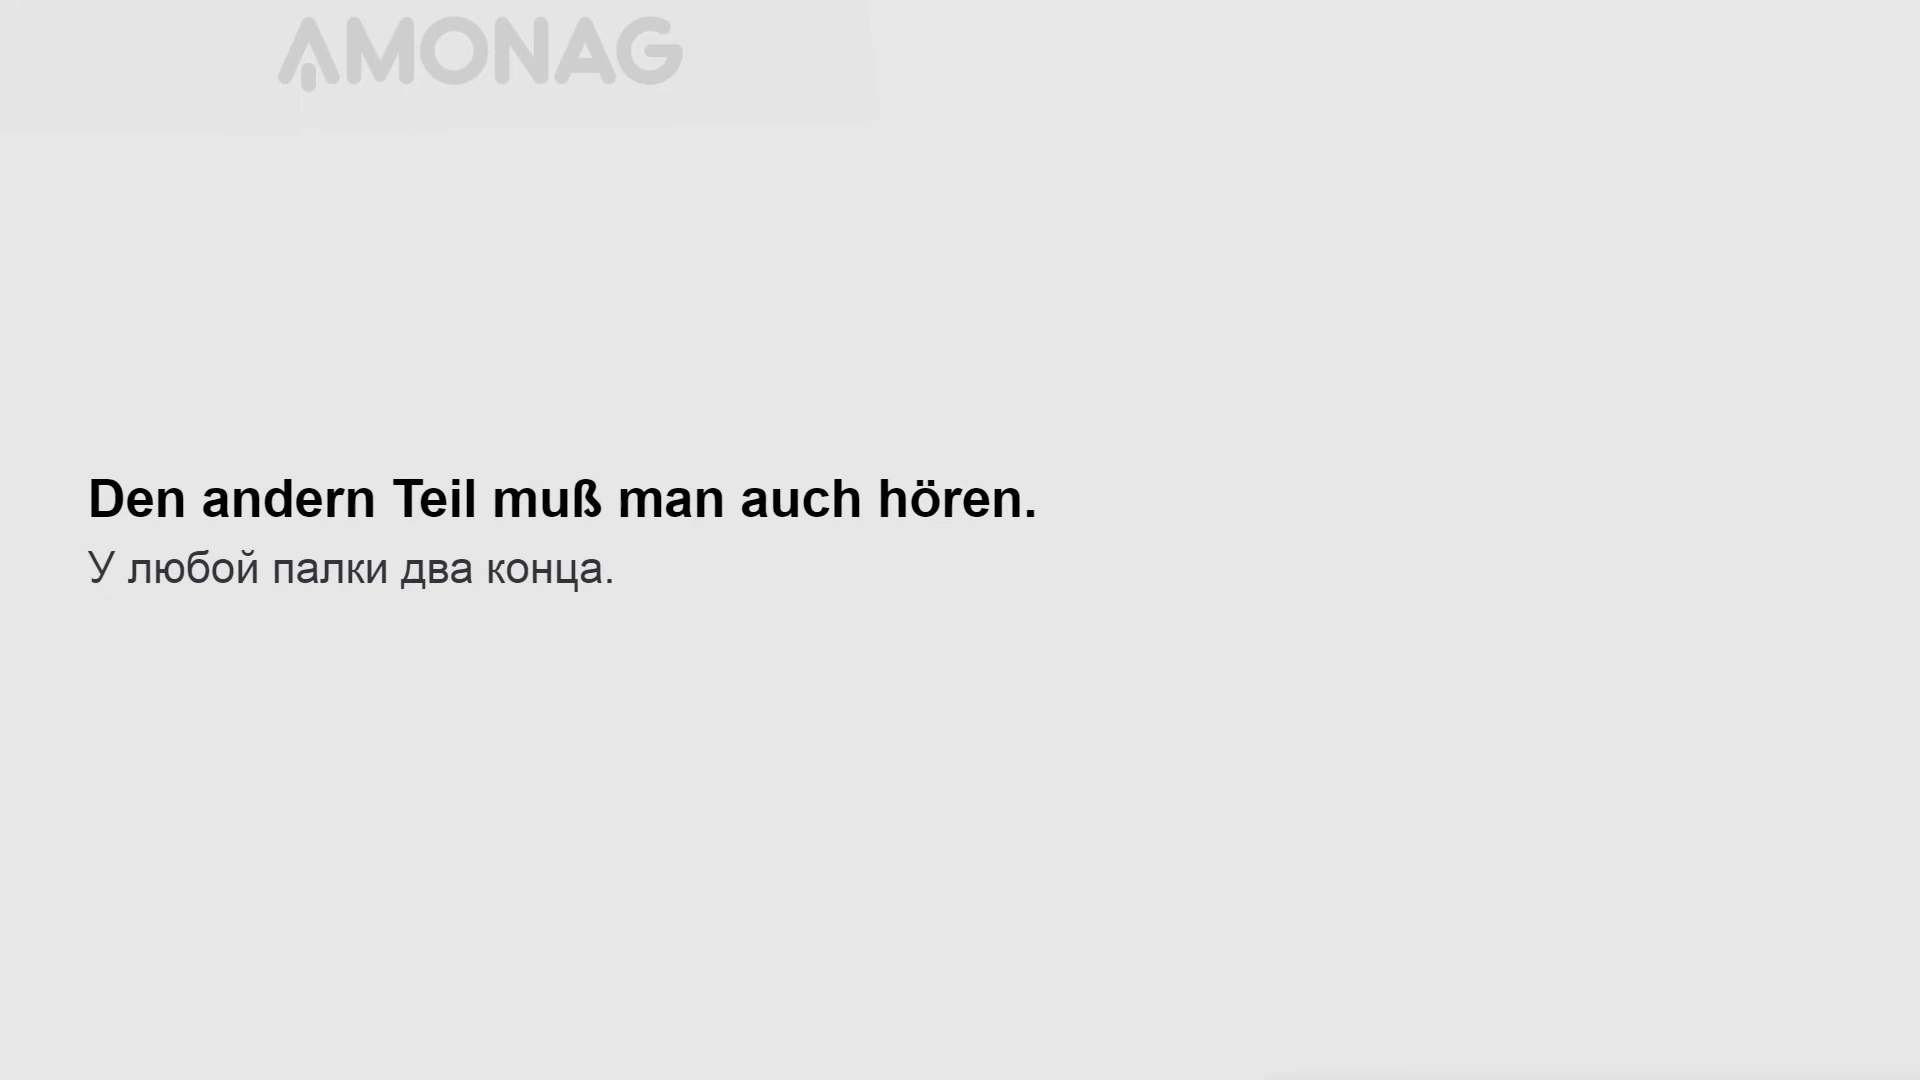 AMONAG
Den andern Teil muß man auch hören.
У любой палки два конца.